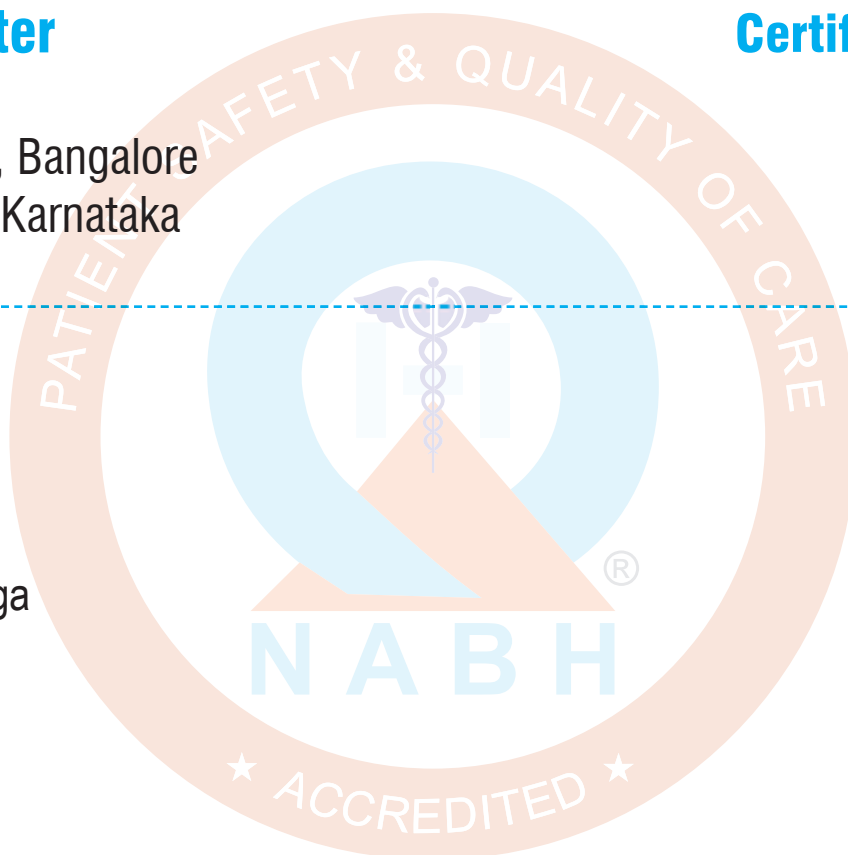 ter
Certif
PATIENT SAFETY & QUALITY OF CARE
, Bangalore
Karnataka
H
®
ga
NABH
★ ACCREDITED ★